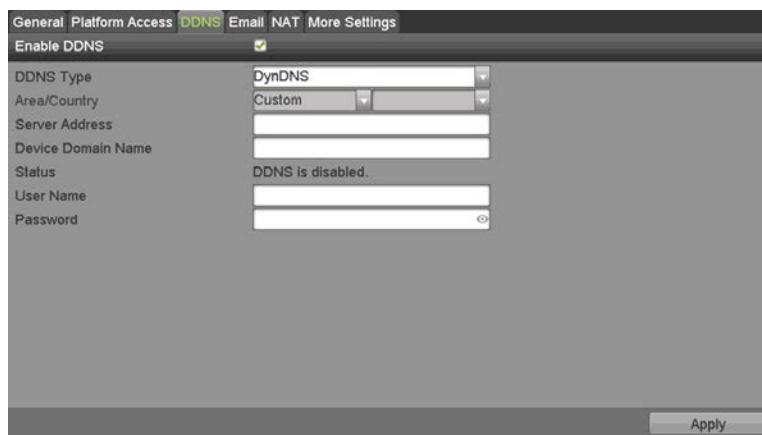 General Platform Access DDNS Email NAT More Settings
Enable DDNS
DDNS Type DynDNS
Area/Country Custom
Server Address
Device Domain Name
Status DDNS is disabled.
User Name
Password
Apply